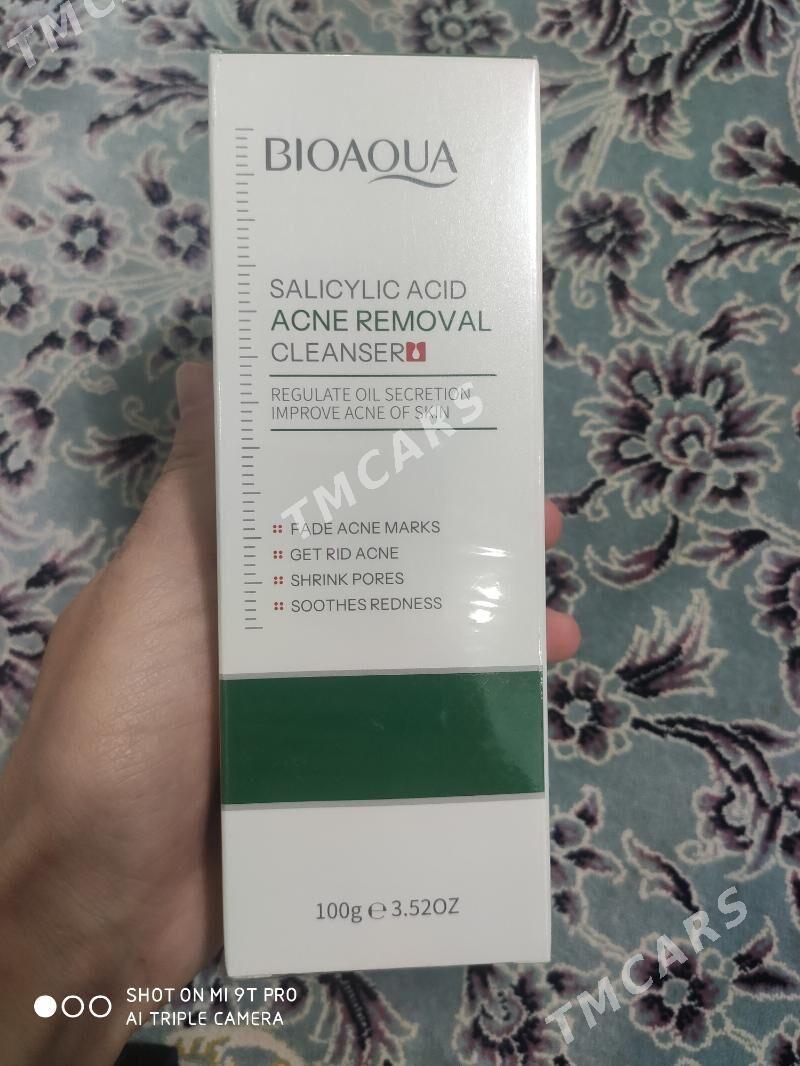 TMCARS
BIOAQUA
SALICYLIC ACID
ACNE REMOVAL
CLEANSER
REGULATE OIL SECRETION
IMPROVE ACNE OF SKIN
TMCARS
FADE ACNE MARKS
GET RID ACNE
SHRINK PORES
SOOTHES REDNESS
100g ℮ 3.52OZ
TMCARS
SHOT ON MI 9T PRO
AI TRIPLE CAMERA